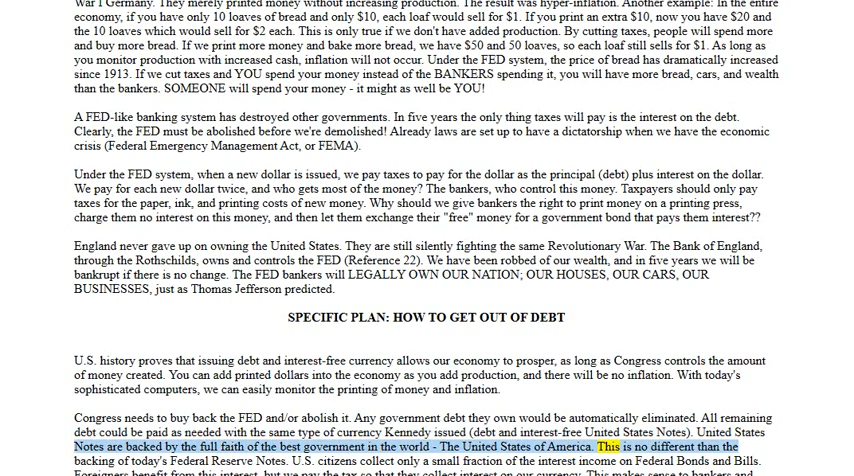 War I Germany. They merely printed money without increasing production. The result was hyper-inflation. Another example: In the entire
economy, if you have only 10 loaves of bread and only $10, each loaf would sell for $1. If you print an extra $10, now you have $20 and
the 10 loaves which would sell for $2 each. This is only true if we don't have added production. By cutting taxes, people will spend more
and buy more bread. If we print more money and bake more bread, we have $50 and 50 loaves, so each loaf still sells for $1. As long as
you monitor production with increased cash, inflation will not occur. Under the FED system, the price of bread has dramatically increased
since 1913. If we cut taxes and YOU spend your money instead of the BANKERS spending it, you will have more bread, cars, and wealth
than the bankers. SOMEONE will spend your money - it might as well be YOU!
A FED-like banking system has destroyed other governments. In five years the only thing taxes will pay is the interest on the debt.
Clearly, the FED must be abolished before we're demolished! Already laws are set up to have a dictatorship when we have the economic
crisis (Federal Emergency Management Act, or FEMA).
Under the FED system, when a new dollar is issued, we pay taxes to pay for the dollar as the principal (debt) plus interest on the dollar.
We pay for each new dollar twice, and who gets most of the money? The bankers, who control this money. Taxpayers should only pay
taxes for the paper, ink, and printing costs of new money. Why should we give bankers the right to print money on a printing press,
charge them no interest on this money, and then let them exchange their "free" money for a government bond that pays them interest??
England never gave up on owning the United States. They are still silently fighting the same Revolutionary War. The Bank of England,
through the Rothschilds, owns and controls the FED (Reference 22). We have been robbed of our wealth, and in five years we will be
bankrupt if there is no change. The FED bankers will LEGALLY OWN OUR NATION; OUR HOUSES, OUR CARS, OUR
BUSINESSES, just as Thomas Jefferson predicted.
SPECIFIC PLAN: HOW TO GET OUT OF DEBT
U.S. history proves that issuing debt and interest-free currency allows our economy to prosper, as long as Congress controls the amount
of money created. You can add printed dollars into the economy as you add production, and there will be no inflation. With today's
sophisticated computers, we can easily monitor the printing of money and inflation.
Congress needs to buy back the FED and/or abolish it. Any government debt they own would be automatically eliminated. All remaining
debt could be paid as needed with the same type of currency Kennedy issued (debt and interest-free United States Notes). United States
Notes are backed by the full faith of the best government in the world - The United States of America. This is no different than the
backing of today's Federal Reserve Notes. U.S. citizens collect only a small fraction of the interest income on Federal Bonds and Bills.
Foreigners benefit from this interest, but we pay the tax so that they collect interest on our currency. This makes sense to bankers and